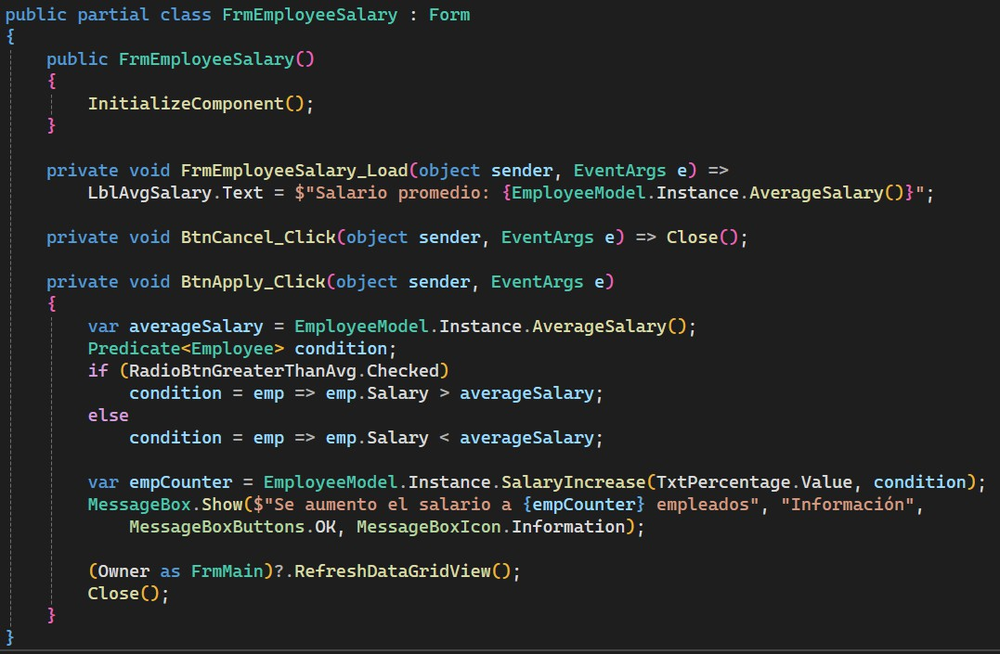 public partial class FrmEmployeeSalary : Form
{
    public FrmEmployeeSalary()
    {
        InitializeComponent();
    }

    private void FrmEmployeeSalary_Load(object sender, EventArgs e) =>
        LblAvgSalary.Text = $"Salario promedio: {EmployeeModel.Instance.AverageSalary()}";

    private void BtnCancel_Click(object sender, EventArgs e) => Close();

    private void BtnApply_Click(object sender, EventArgs e)
    {
        var averageSalary = EmployeeModel.Instance.AverageSalary();
        Predicate<Employee> condition;
        if (RadioBtnGreaterThanAvg.Checked)
            condition = emp => emp.Salary > averageSalary;
        else
            condition = emp => emp.Salary < averageSalary;

        var empCounter = EmployeeModel.Instance.SalaryIncrease(TxtPercentage.Value, condition);
        MessageBox.Show($"Se aumento el salario a {empCounter} empleados", "Información",
            MessageBoxButtons.OK, MessageBoxIcon.Information);

        (Owner as FrmMain)?.RefreshDataGridView();
        Close();
    }
}